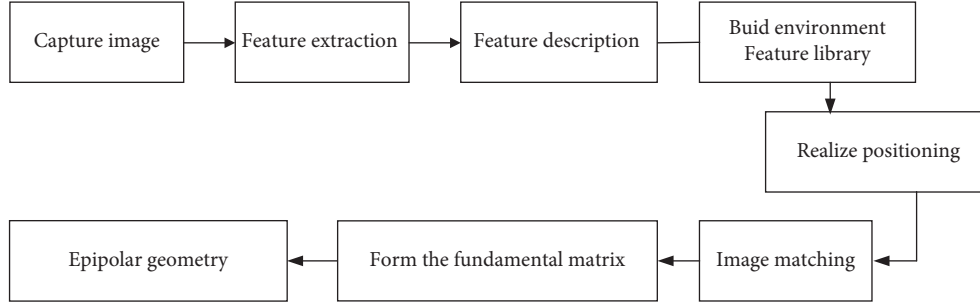 Capture image
Feature extraction
Feature description
Buid environment
Feature library
Realize positioning
Epipolar geometry
Form the fundamental matrix
Image matching